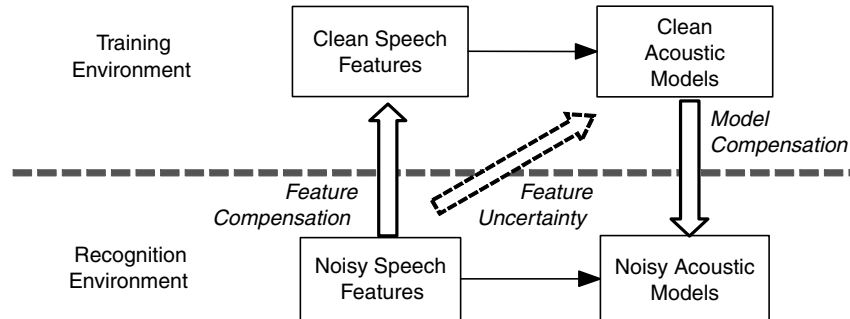 Training
Environment
Clean Speech
Features
Clean
Acoustic
Models
Model
Compensation
Feature
Compensation
Feature
Uncertainty
Recognition
Environment
Noisy Speech
Features
Noisy Acoustic
Models